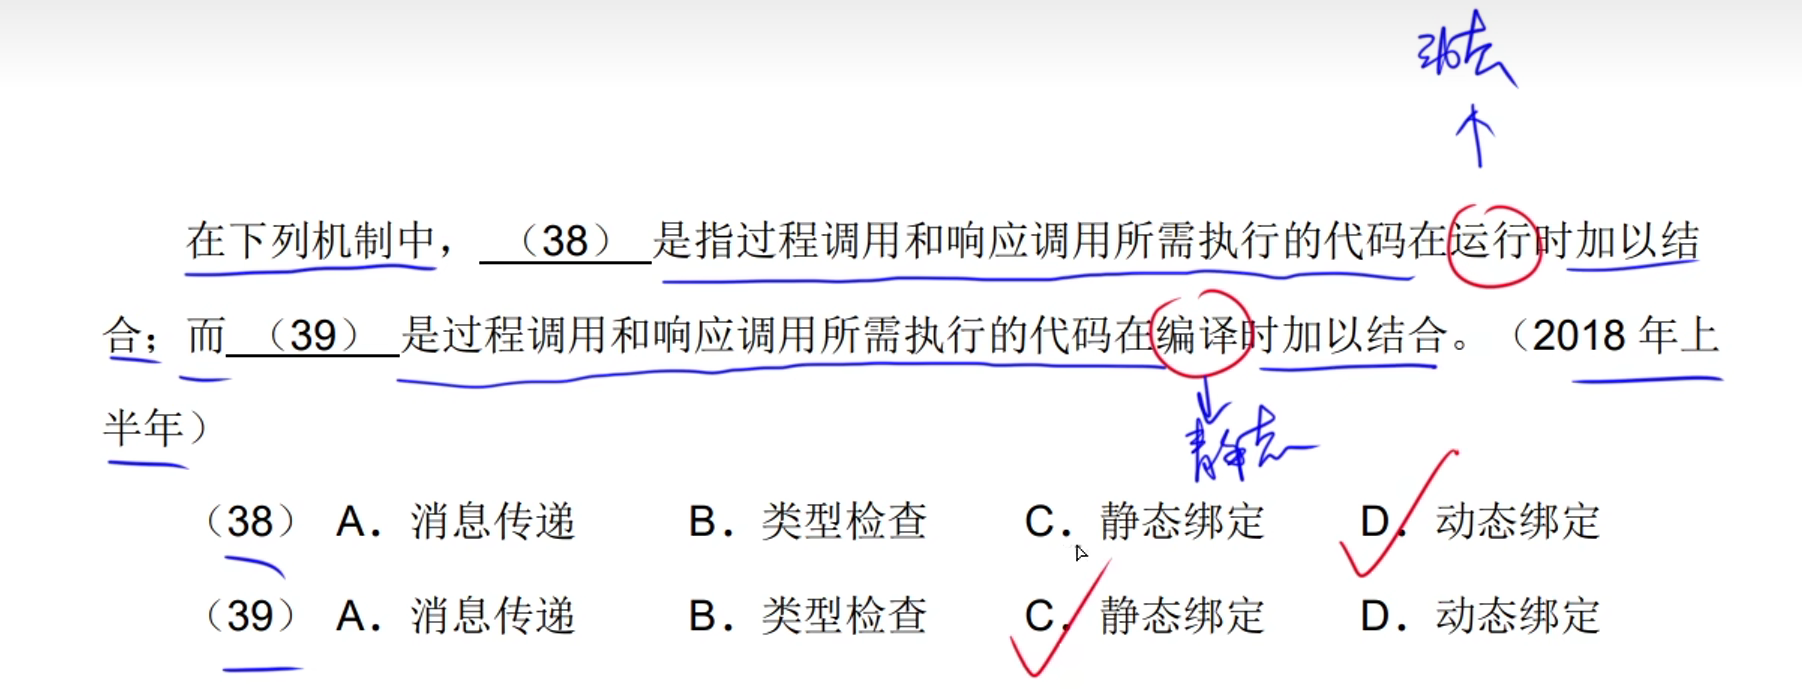 动态
在下列机制中，（38）是指过程调用和响应调用所需执行的代码在运行时加以结
合；而（39）是过程调用和响应调用所需执行的代码在编译时加以结合。（2018 年上
半年）
静态
（38） A．消息传递 B．类型检查 C．静态绑定 D．动态绑定
（39） A．消息传递 B．类型检查 C．静态绑定 D．动态绑定